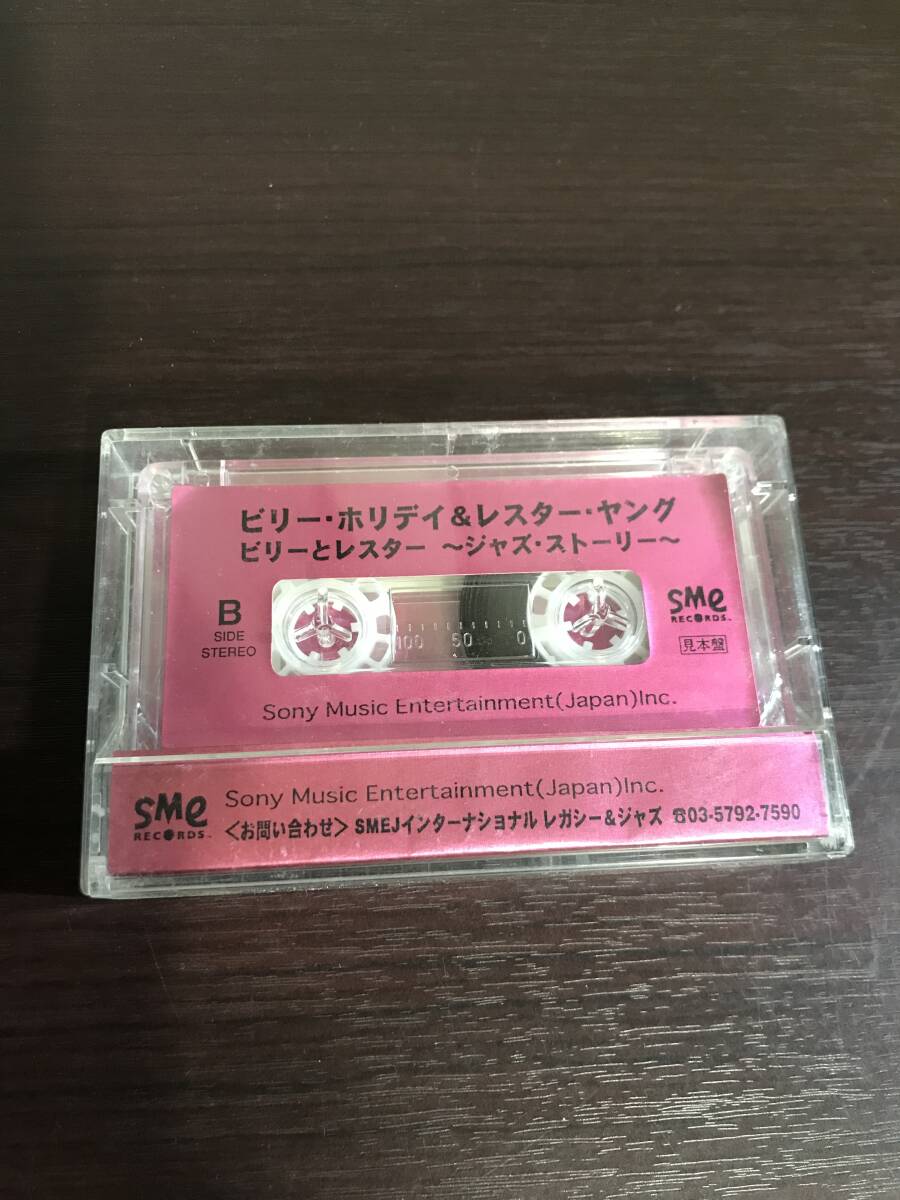 ビリー・ホリデイ&レスター・ヤング
ビリーとレスター ～ジャズ・ストーリー～
B
SIDE
STEREO
100 50 0
SMe
RECORDS™
見本盤
Sony Music Entertainment(Japan)Inc.
SMe
RECORDS™
Sony Music Entertainment(Japan)Inc.
<お問い合わせ> SMEJインターナショナル レガシー&ジャズ ☎03-5792-7590